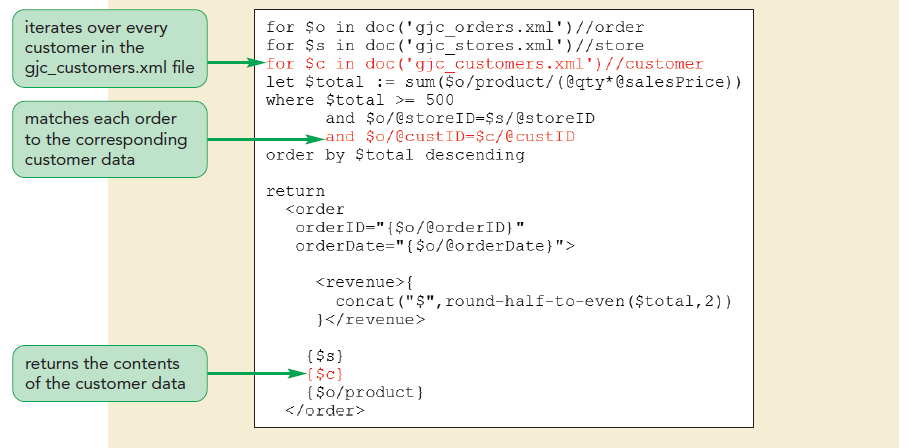 iterates over every
customer in the
gjc_customers.xml file
matches each order
to the corresponding
customer data
returns the contents
of the customer data
for $o in doc('gjc_orders.xml')//order
for $s in doc('gjc_stores.xml')//store
for $c in doc('gjc_customers.xml')//customer
let $total := sum($o/product/(@qty*@salesPrice))
where $total >= 500
and $o/@storeID=$s/@storeID
and $o/@custID=$c/@custID
order by $total descending
return
<order
orderID="{$o/@orderID}"
orderDate="{$o/@orderDate}">
<revenue>{
concat("$",round-half-to-even($total,2))
}</revenue>
{$s}
{$c}
{$o/product}
</order>